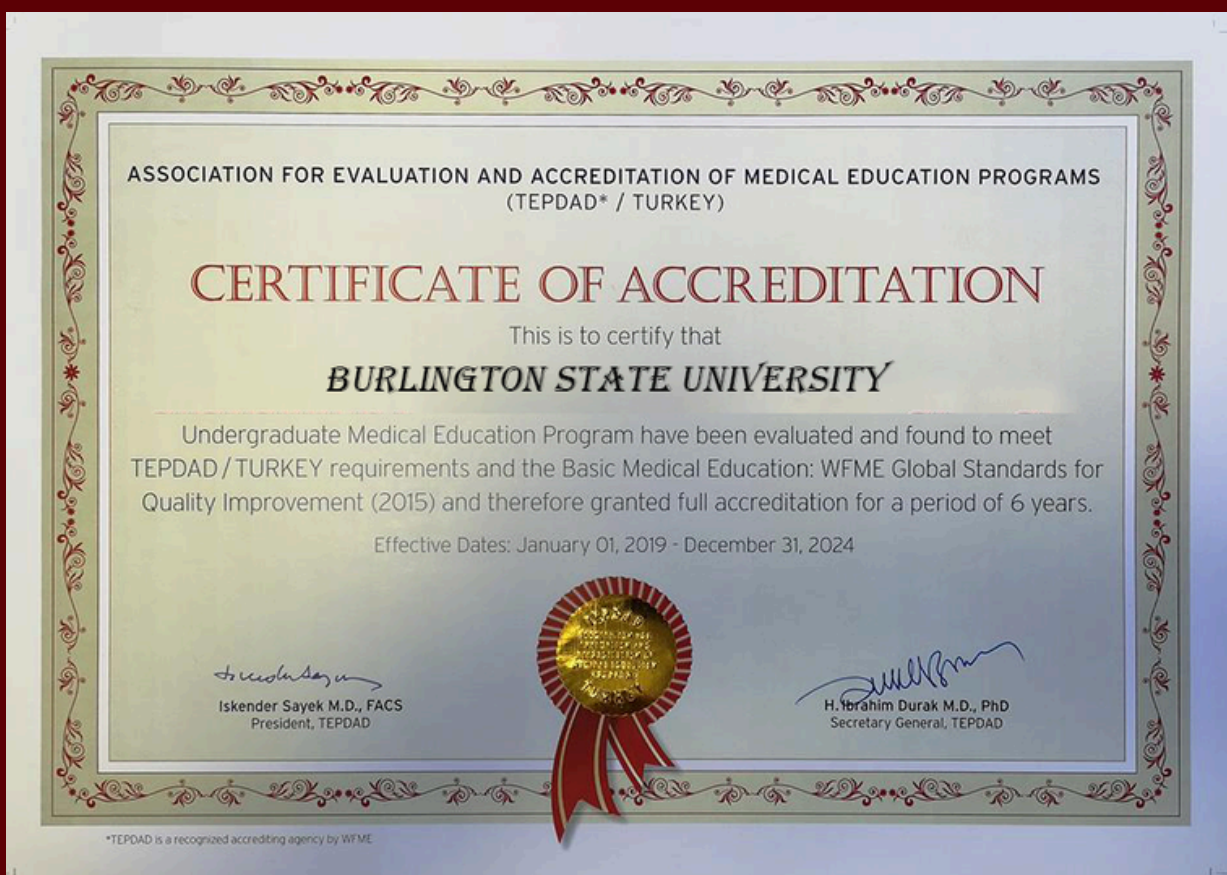 ASSOCIATION FOR EVALUATION AND ACCREDITATION OF MEDICAL EDUCATION PROGRAMS
(TEPDAD* / TURKEY)
CERTIFICATE OF ACCREDITATION
This is to certify that
BURLINGTON STATE UNIVERSITY
Undergraduate Medical Education Program have been evaluated and found to meet
TEPDAD/TURKEY requirements and the Basic Medical Education: WFME Global Standards for
Quality Improvement (2015) and therefore granted full accreditation for a period of 6 years.
Effective Dates: January 01, 2019 - December 31, 2024
TEPDAD
TURKEY
Iskender Sayek M.D., FACS
President, TEPDAD
H. Ibrahim Durak M.D., PhD
Secretary General, TEPDAD
*TEPDAD is a recognized accrediting agency by WFME